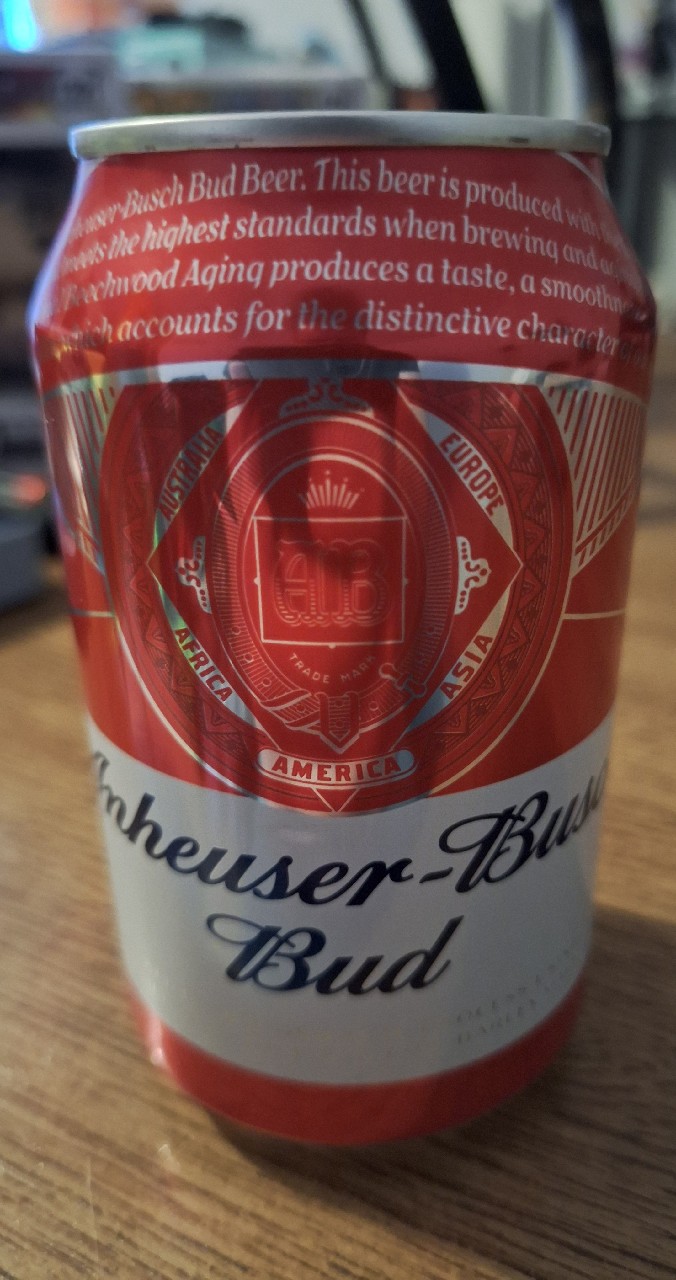 Busch Bud Beer. This beer is produced with
meets the highest standards when brewing and
Beechwood Aging produces a taste, a
which accounts for the distinctive character
AUSTRALIA
EUROPE
AB
AFRICA
ASIA
TRADE MARK
AMERICA
Anheuser-Busch
Bud